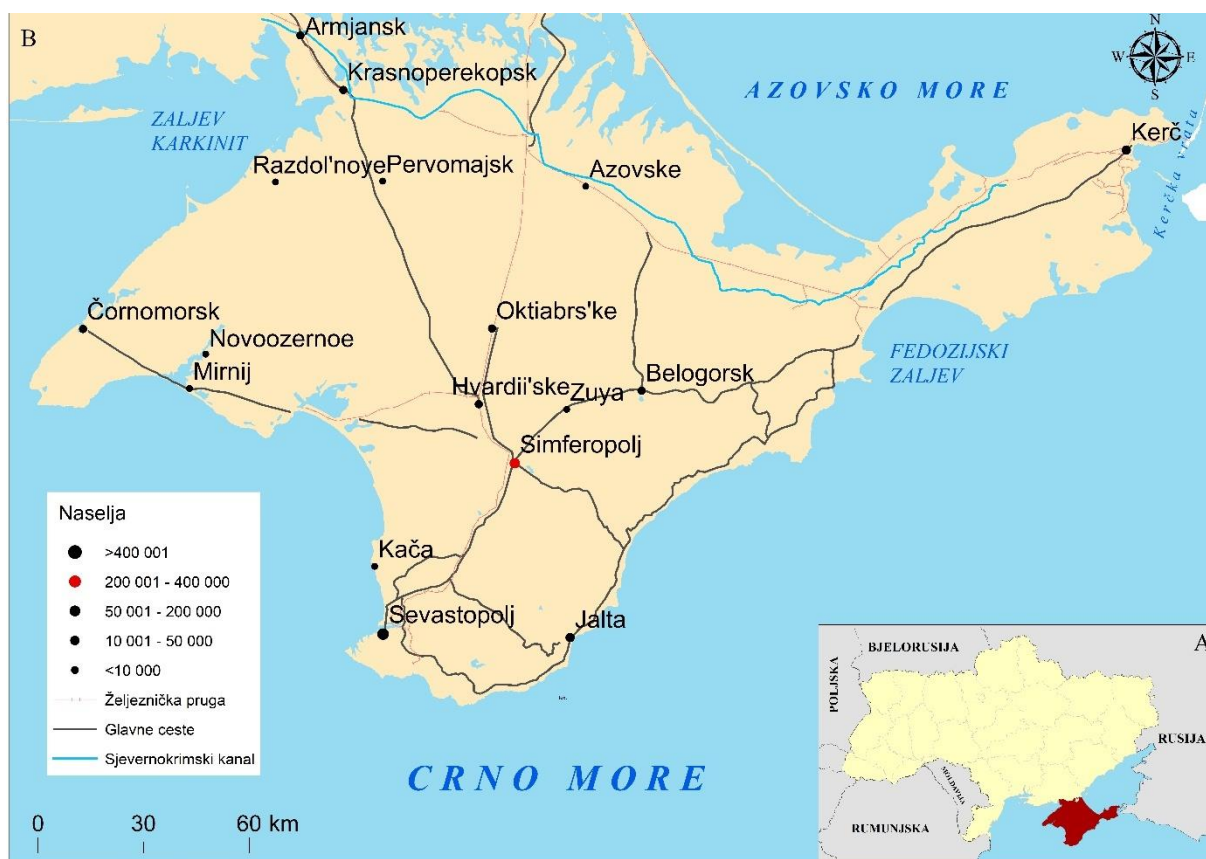 B
Armjansk
N
W
E
S
Krasnoperekopsk
AZOVSKO MORE
ZALJEV
KARKINIT
Kerč
Razdol'noye
Pervomajsk
Azovske
Kerčka vrata
Čornomorsk
Oktiabrs'ke
Novoozernoe
FEDOZIJSKI
ZALJEV
Mirnij
Hvardii'ske
Zuya
Belogorsk
Simferopolj
Naselja
>400 001
200 001 - 400 000
50 001 - 200 000
10 001 - 50 000
<10 000
Željeznička pruga
Glavne ceste
Sjevernokrimski kanal
Kača
Sevastopolj
Jalta
CRNO MORE
0 30 60 km
A
BJELORUSIJA
POLJSKA
RUSIJA
MOLDAVIJA
RUMUNJSKA